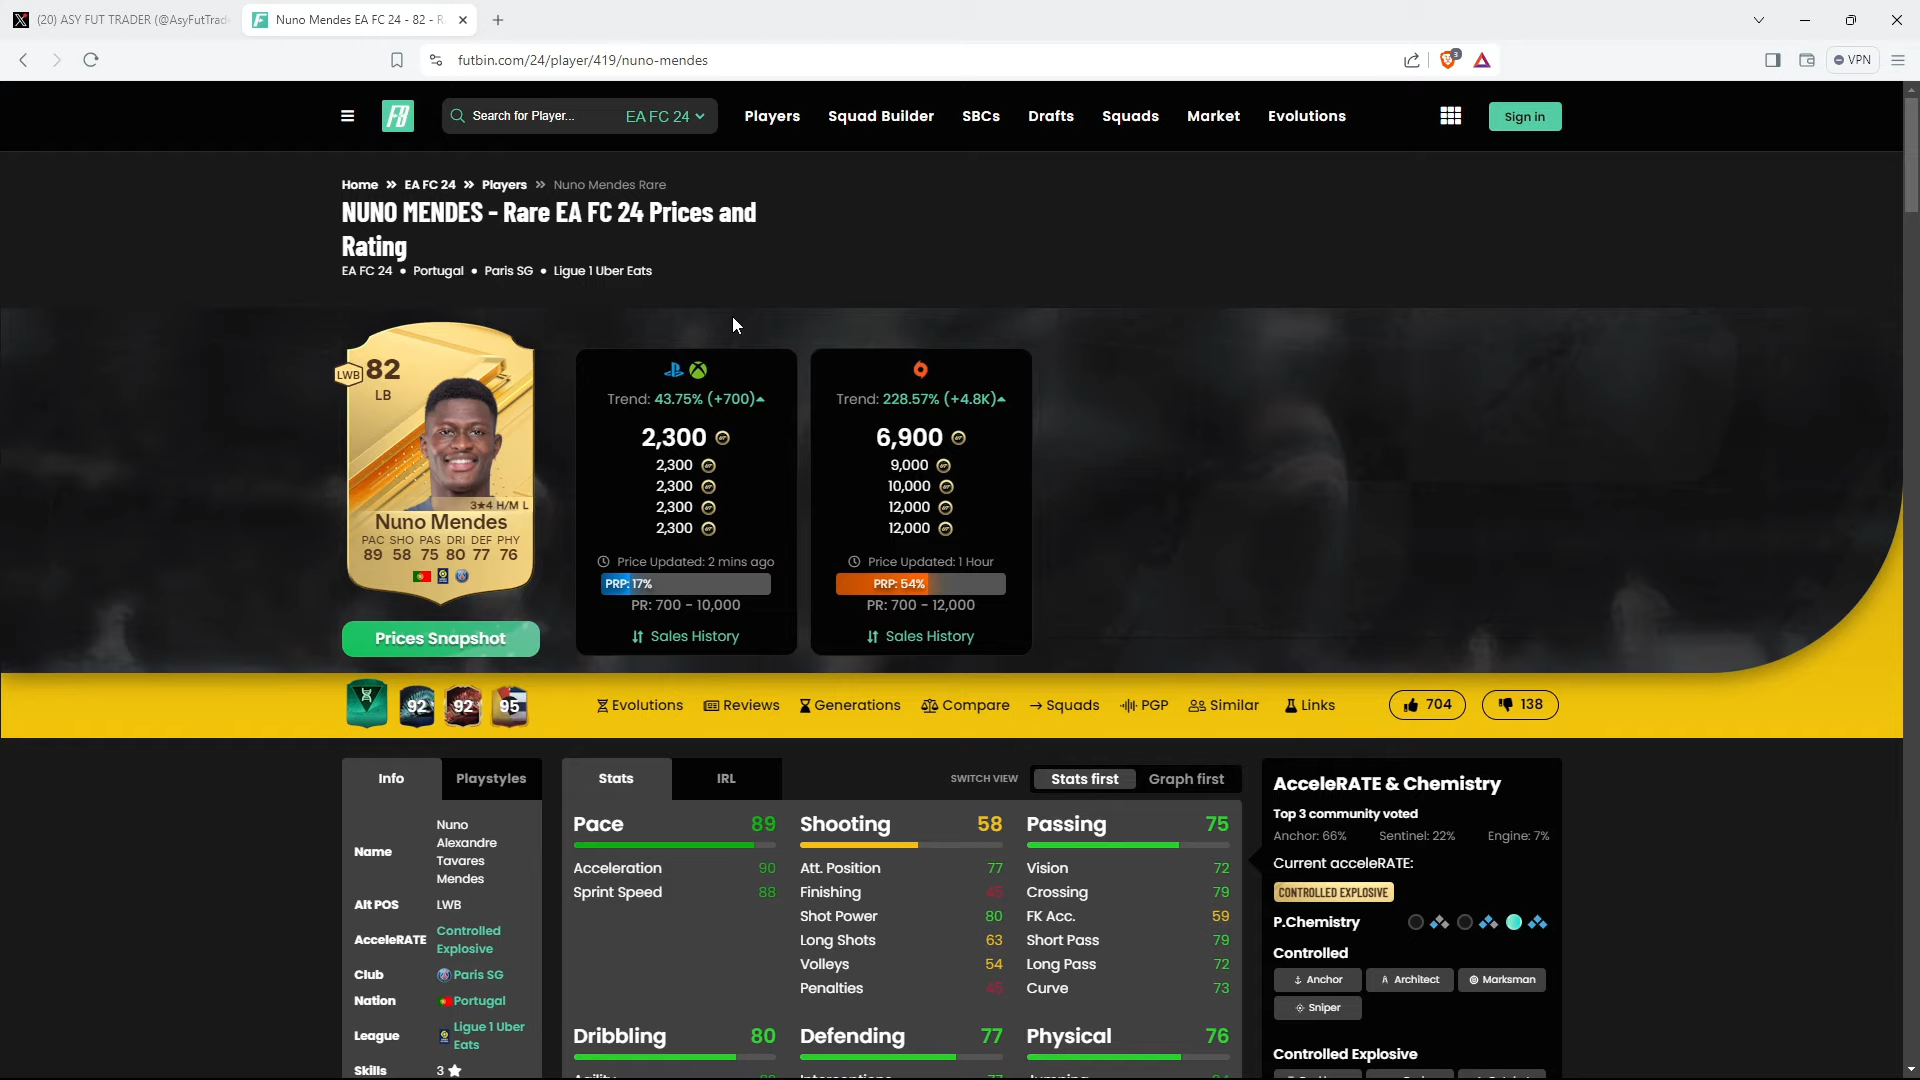 (20) ASY FUT TRADER (@AsyFutTrad
Nuno Mendes EA FC 24 - 82 - R
futbin.com/24/player/419/nuno-mendes
3
VPN
Search for Player...
EA FC 24
Players
Squad Builder
SBCs
Drafts
Squads
Market
Evolutions
Sign in
Home » EA FC 24 » Players » Nuno Mendes Rare
NUNO MENDES - Rare EA FC 24 Prices and
Rating
EA FC 24 • Portugal • Paris SG • Ligue 1 Uber Eats
LWB
82
LB
3★4 H/M L
Nuno Mendes
PAC SHO PAS DRI DEF PHY
89 58 75 80 77 76
Prices Snapshot
Trend: 43.75% (+700)
2,300
2,300
2,300
2,300
2,300
Price Updated: 2 mins ago
PRP: 17%
PR: 700 - 10,000
Sales History
Trend: 228.57% (+4.8K)
6,900
9,000
10,000
12,000
12,000
Price Updated: 1 Hour
PRP: 54%
PR: 700 - 12,000
Sales History
92
92
95
Evolutions
Reviews
Generations
Compare
Squads
PGP
Similar
Links
704
138
Info
Playstyles
Name
Nuno
Alexandre
Tavares
Mendes
Alt POS
LWB
AcceleRATE
Controlled
Explosive
Club
Paris SG
Nation
Portugal
League
Ligue 1 Uber
Eats
Skills
3 ★
Stats
IRL
SWITCH VIEW
Stats first
Graph first
Pace 89
Acceleration 90
Sprint Speed 88
Shooting 58
Att. Position 77
Finishing 45
Shot Power 80
Long Shots 63
Volleys 54
Penalties 45
Passing 75
Vision 72
Crossing 79
FK Acc. 59
Short Pass 79
Long Pass 72
Curve 73
Dribbling 80
Defending 77
Physical 76
AcceleRATE & Chemistry
Top 3 community voted
Anchor: 66%
Sentinel: 22%
Engine: 7%
Current acceleRATE:
CONTROLLED EXPLOSIVE
P.Chemistry
Controlled
Anchor
Architect
Marksman
Sniper
Controlled Explosive